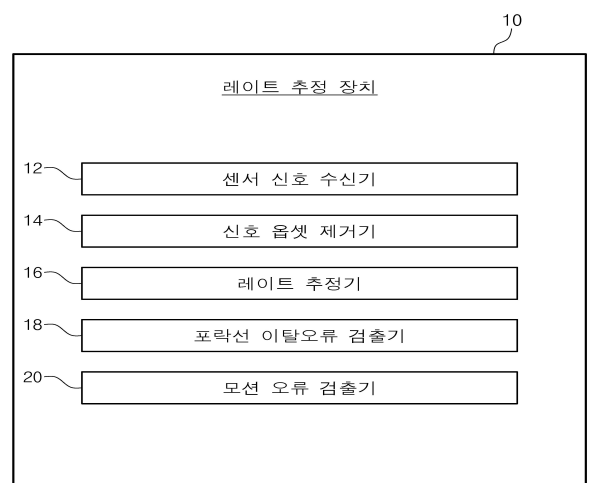 10
레이트 추정 장치
12
센서 신호 수신기
14
신호 옵셋 제거기
16
레이트 추정기
18
포락선 이탈오류 검출기
20
모션 오류 검출기